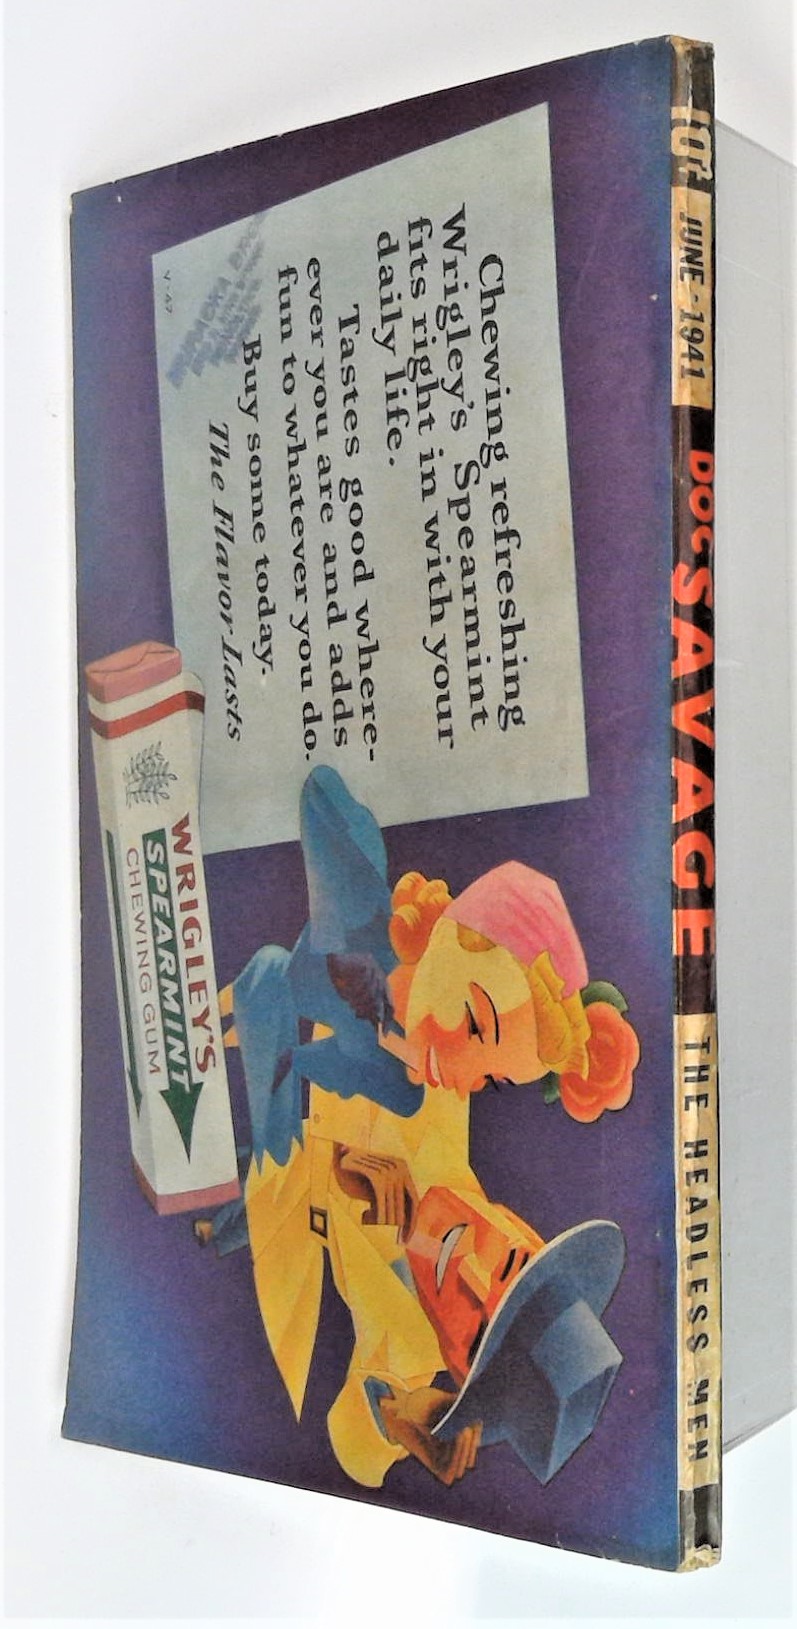 10¢
JUNE - 1941
DOC SAVAGE
THE HEADLESS MEN
Chewing refreshing
Wrigley's Spearmint
fits right in with your
daily life.
Tastes good where-
ever you are and adds
fun to whatever you do.
Buy some today.
The Flavor Lasts
V-47
WRIGLEY'S
SPEARMINT
CHEWING GUM